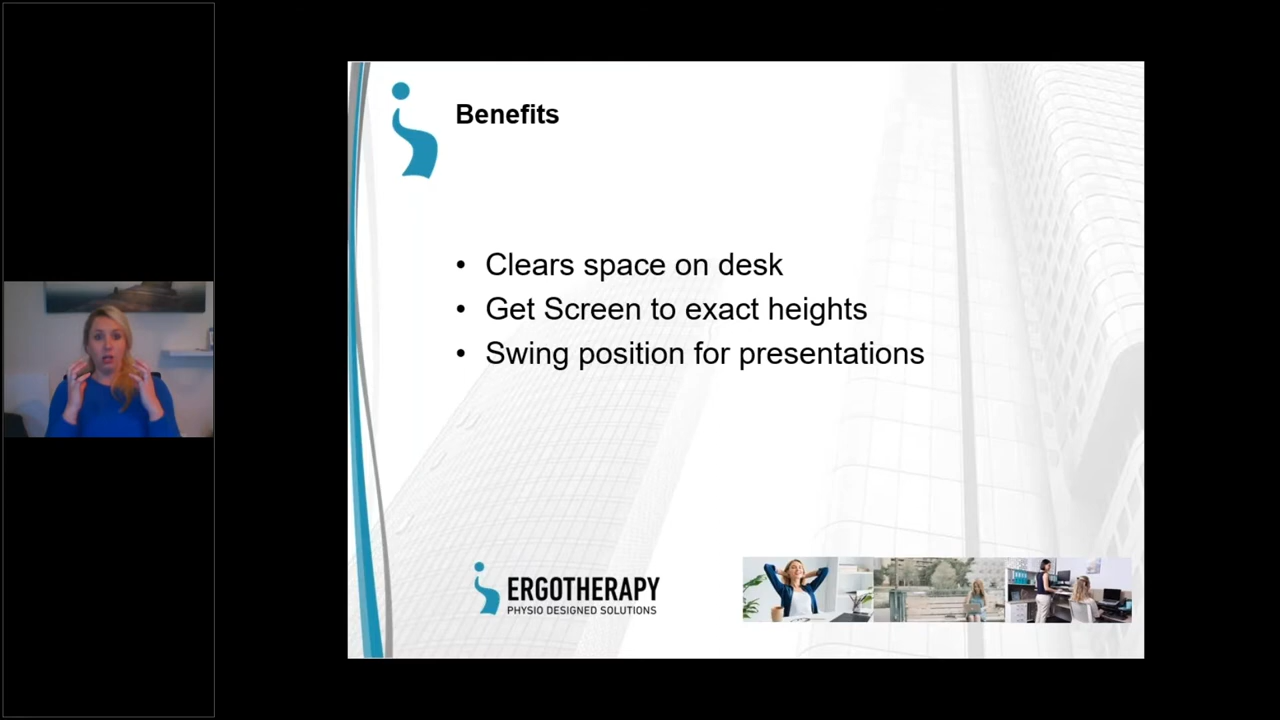 Benefits
• Clears space on desk
• Get Screen to exact heights
• Swing position for presentations
ERGOTHERAPY
PHYSIO DESIGNED SOLUTIONS